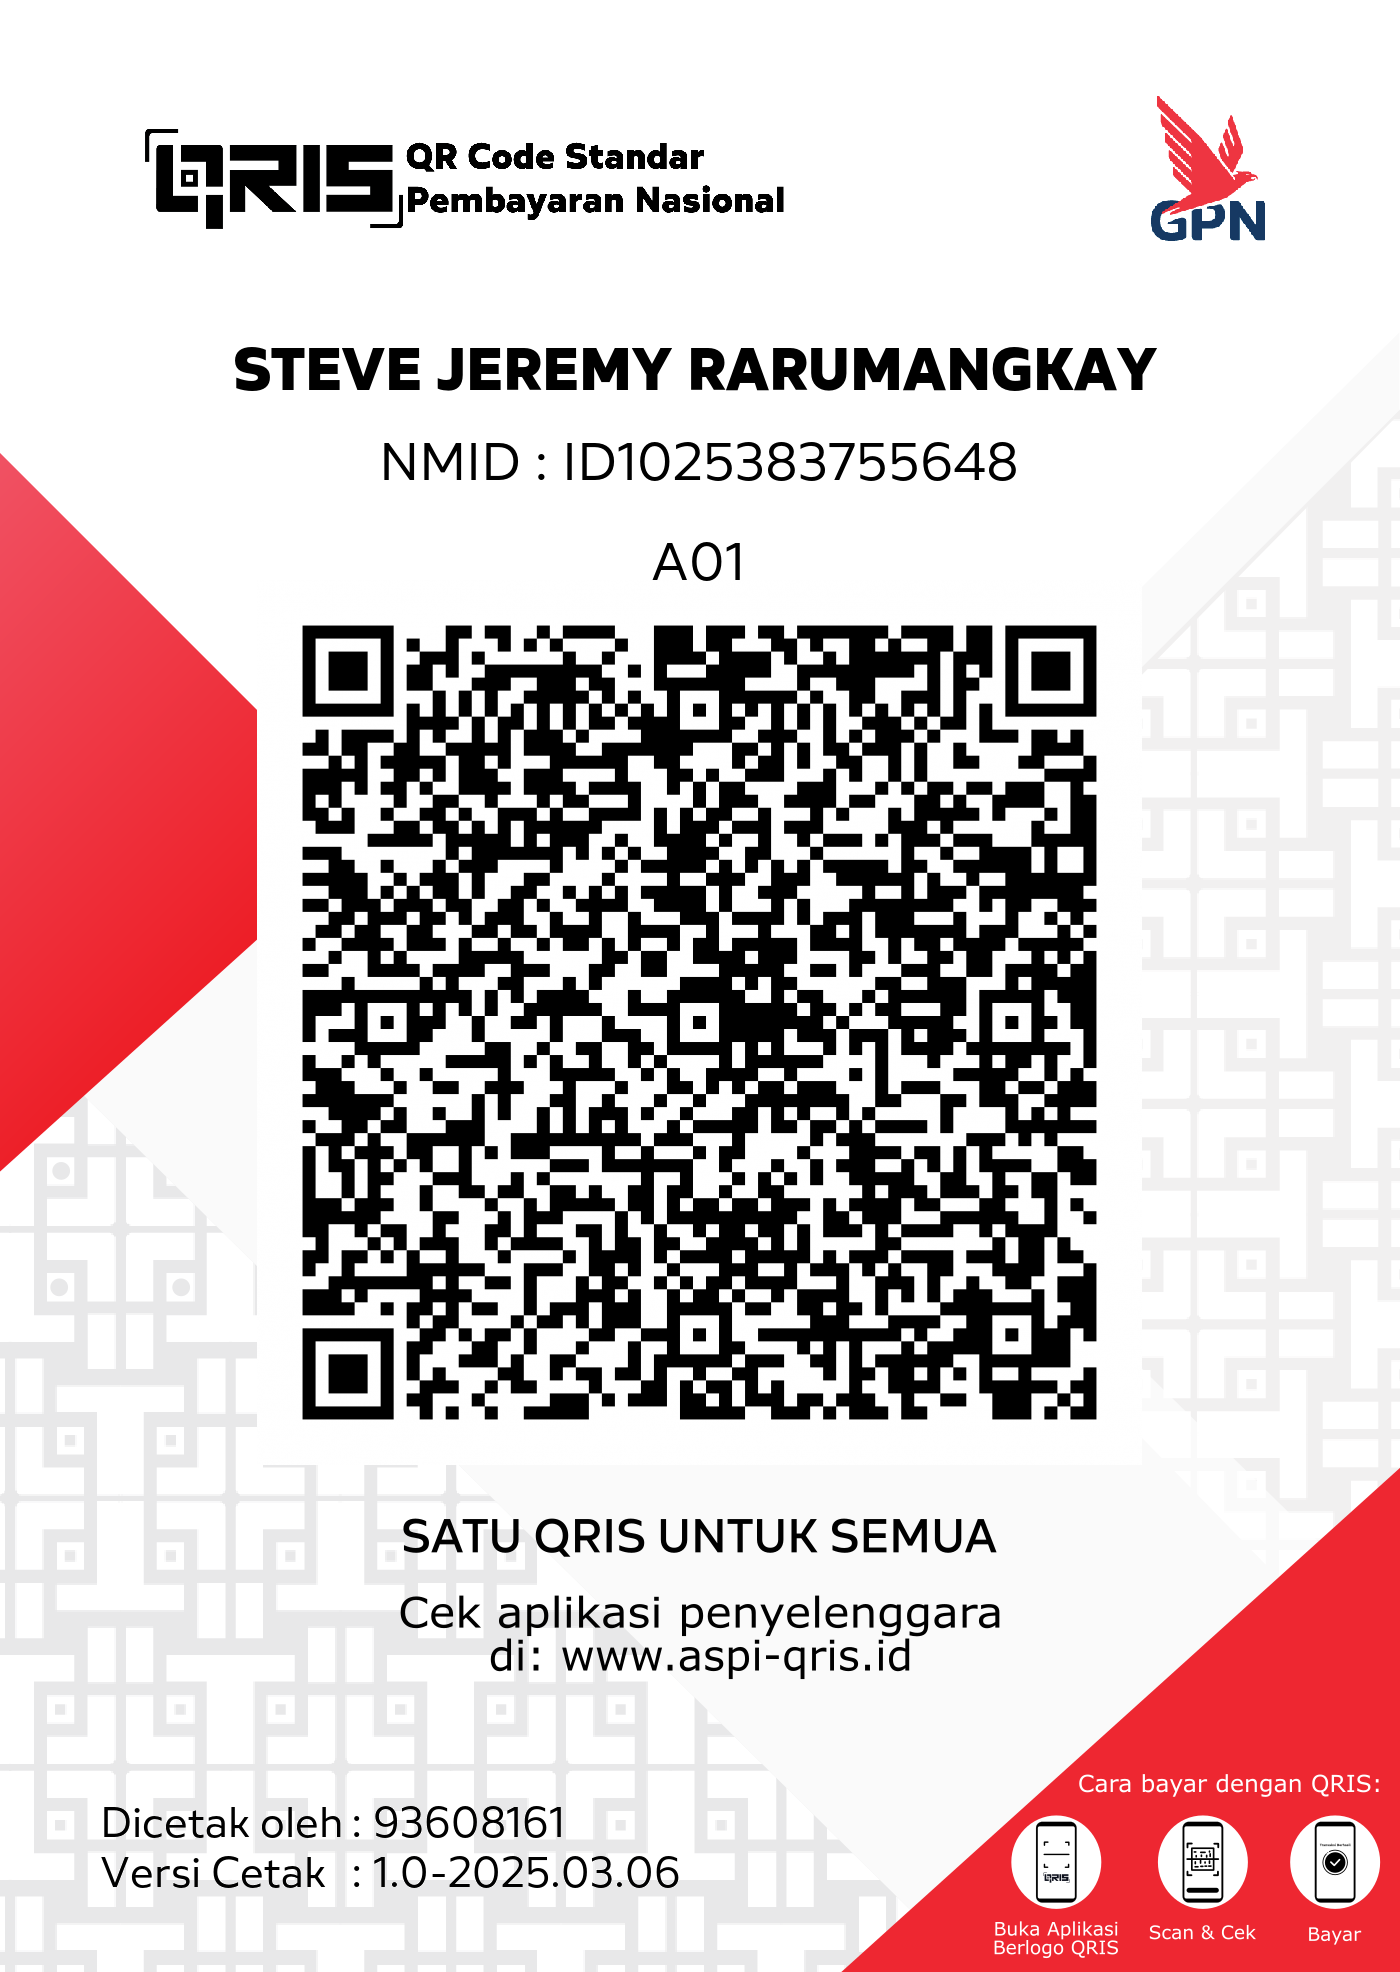 QRIS QR Code Standar
Pembayaran Nasional
GPN
STEVE JEREMY RARUMANGKAY
NMID : ID1025383755648
A01
SATU QRIS UNTUK SEMUA
Cek aplikasi penyelenggara
di: www.aspi-qris.id
Dicetak oleh : 93608161
Versi Cetak : 1.0-2025.03.06
Cara bayar dengan QRIS:
QRIS
Buka Aplikasi
Berlogo QRIS
Scan & Cek
Bayar